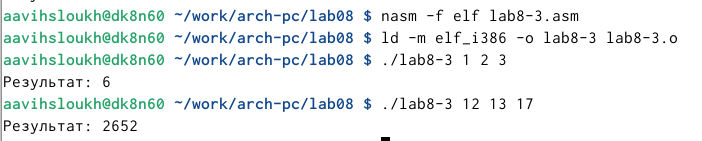 aavihsloukh@dk8n60 ~/work/arch-pc/lab08 $ nasm -f elf lab8-3.asm
aavihsloukh@dk8n60 ~/work/arch-pc/lab08 $ ld -m elf_i386 -o lab8-3 lab8-3.o
aavihsloukh@dk8n60 ~/work/arch-pc/lab08 $ ./lab8-3 1 2 3
Результат: 6
aavihsloukh@dk8n60 ~/work/arch-pc/lab08 $ ./lab8-3 12 13 17
Результат: 2652